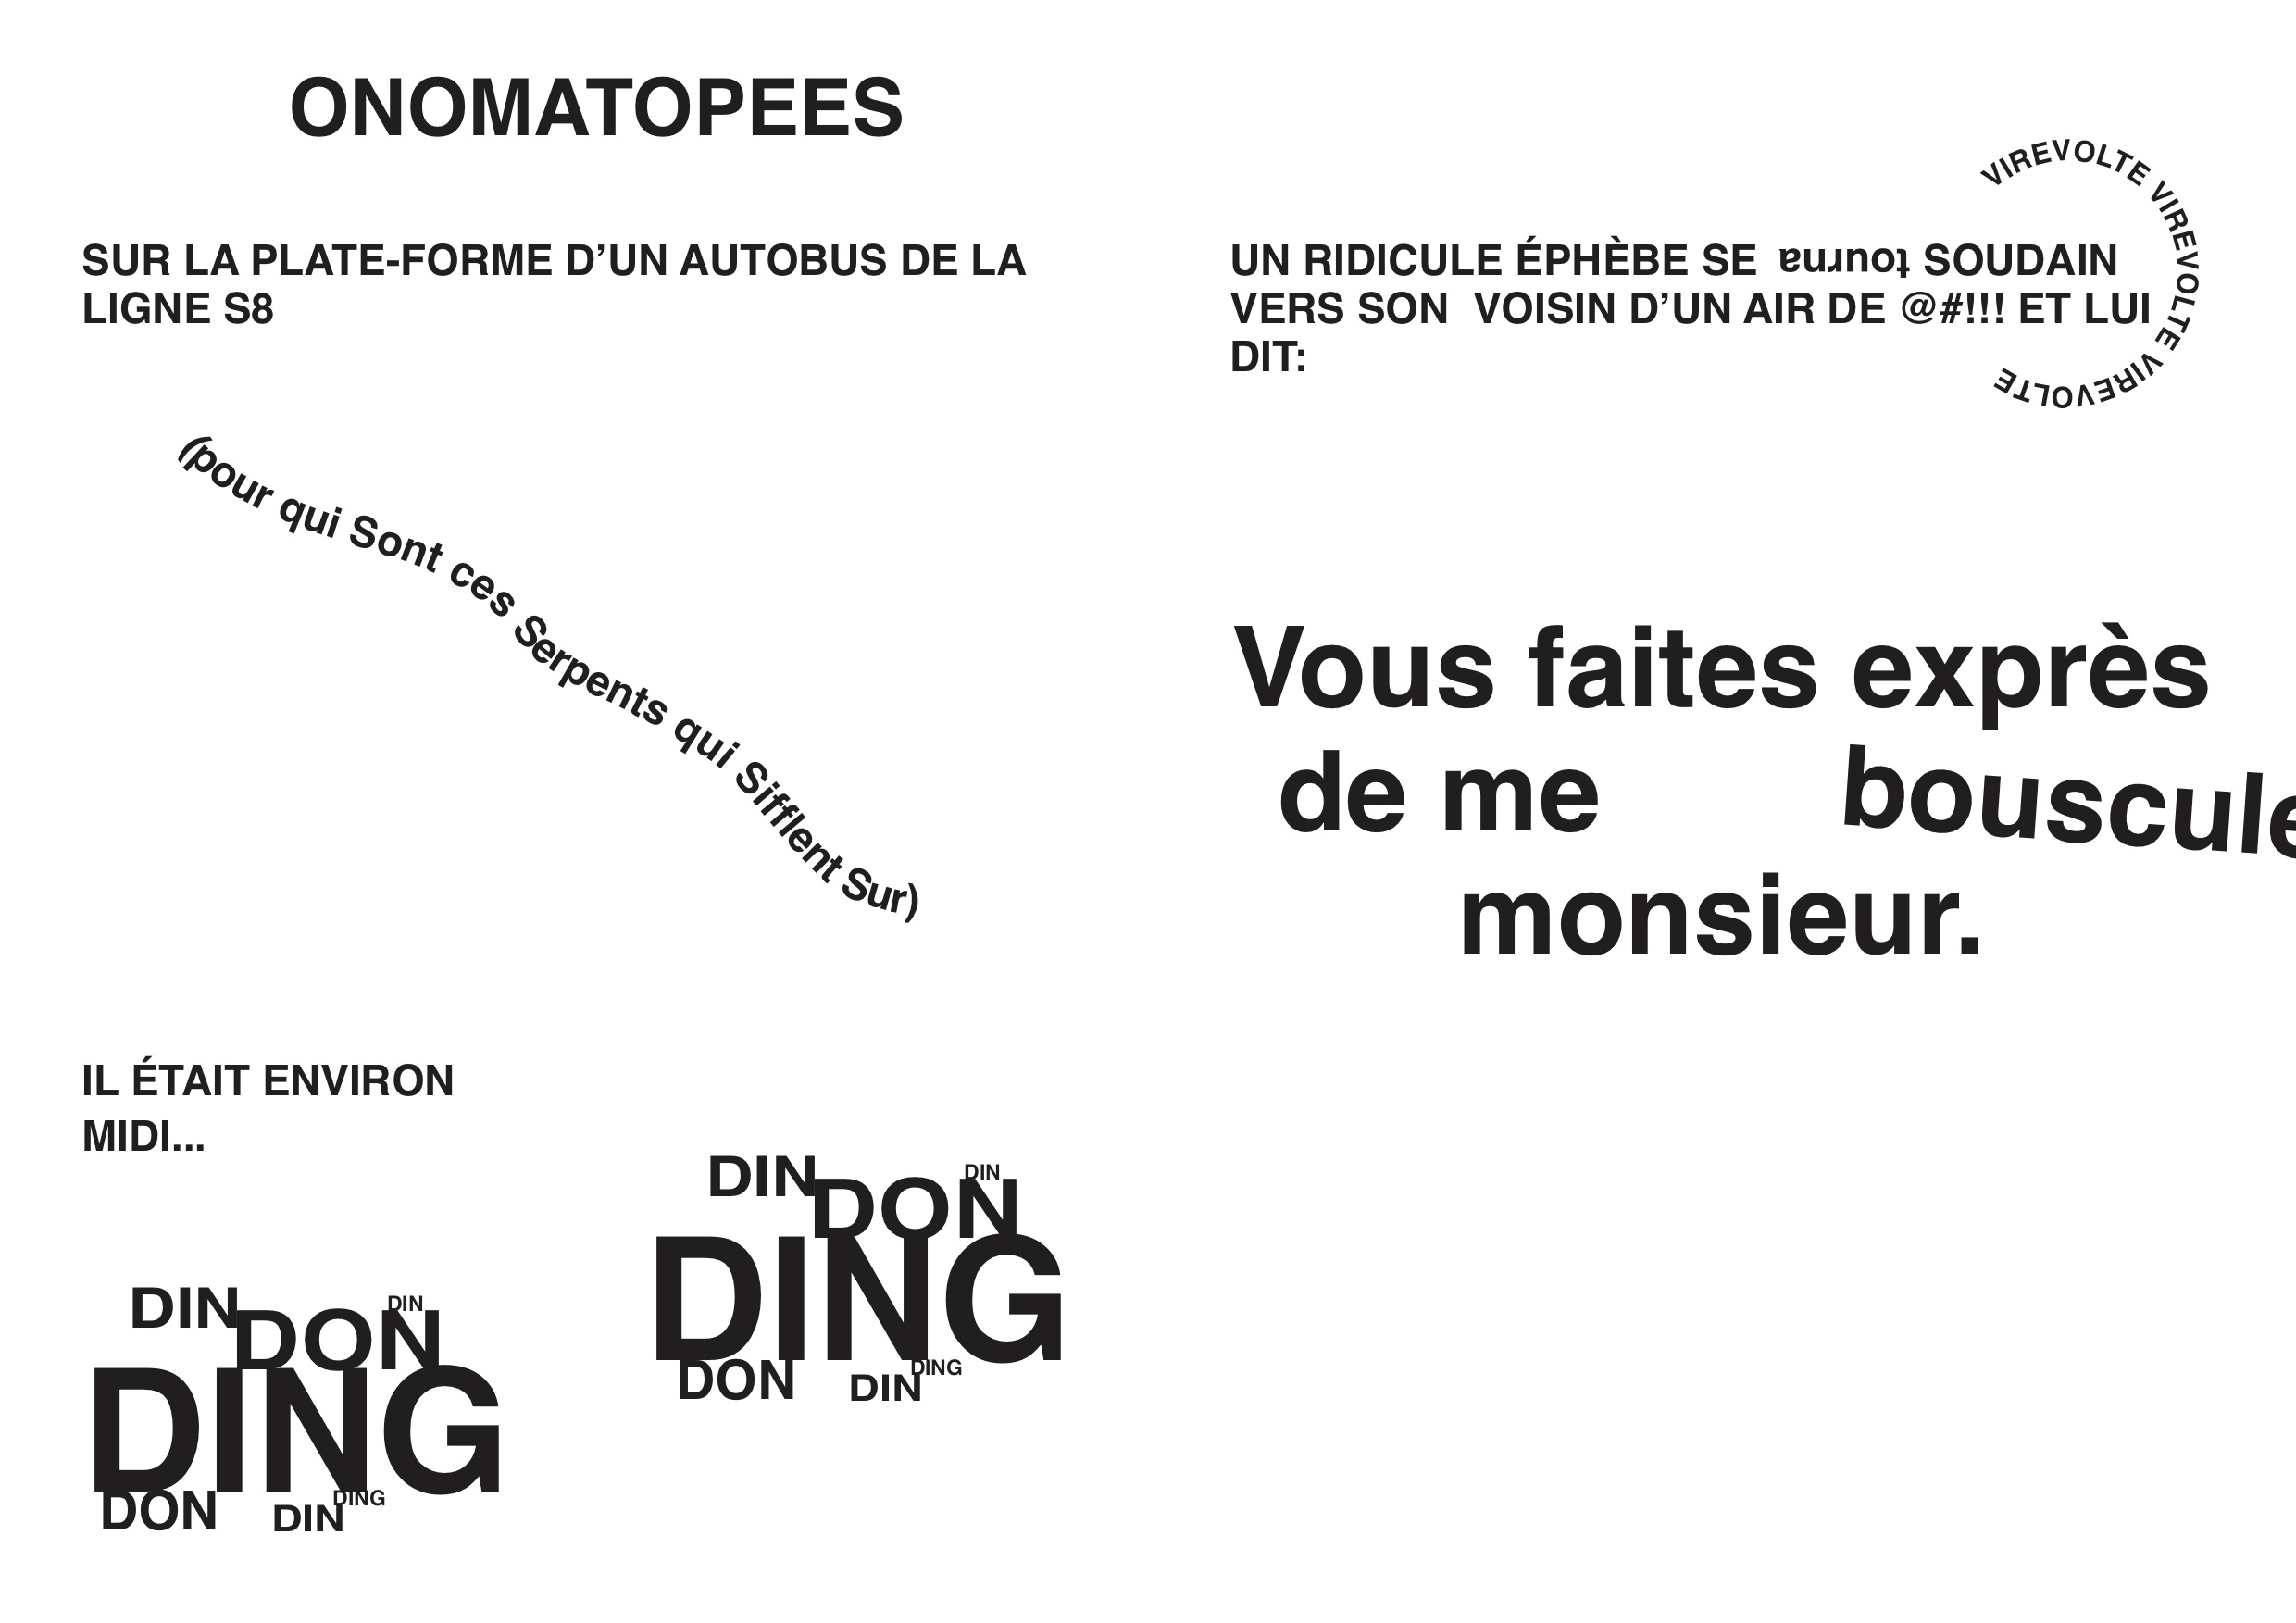 ONOMATOPEES
SUR LA PLATE-FORME D’UN AUTOBUS DE LA
LIGNE S8
(pour qui Sont ces Serpents qui Sifflent Sur)
IL ÉTAIT ENVIRON
MIDI...
DIN
DON
DIN
DING
DON
DIN
DING
DIN
DON
DIN
DING
DON
DIN
DING
VIREVOLTE VIREVOLTE VIREVOLTE
UN RIDICULE ÉPHÈBE SE tourna SOUDAIN
VERS SON VOISIN D’UN AIR DE @#!!! ET LUI
DIT:
Vous faites exprès
de me bouscule
monsieur.